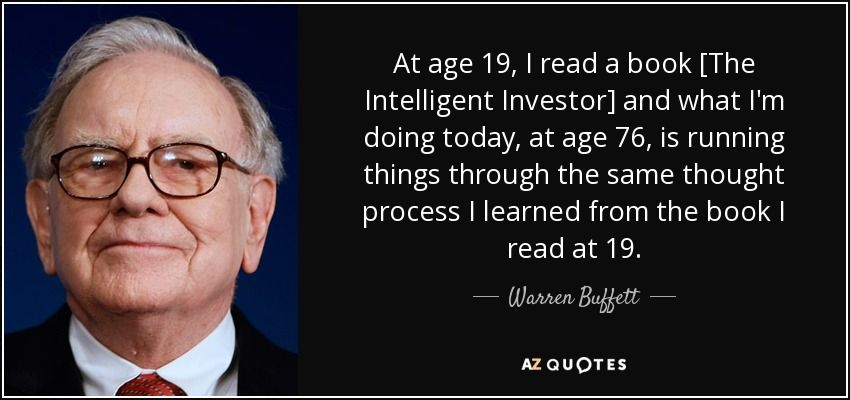 At age 19, I read a book [The
Intelligent Investor] and what I'm
doing today, at age 76, is running
things through the same thought
process I learned from the book I
read at 19.
Warren Buffett
AZ QUOTES